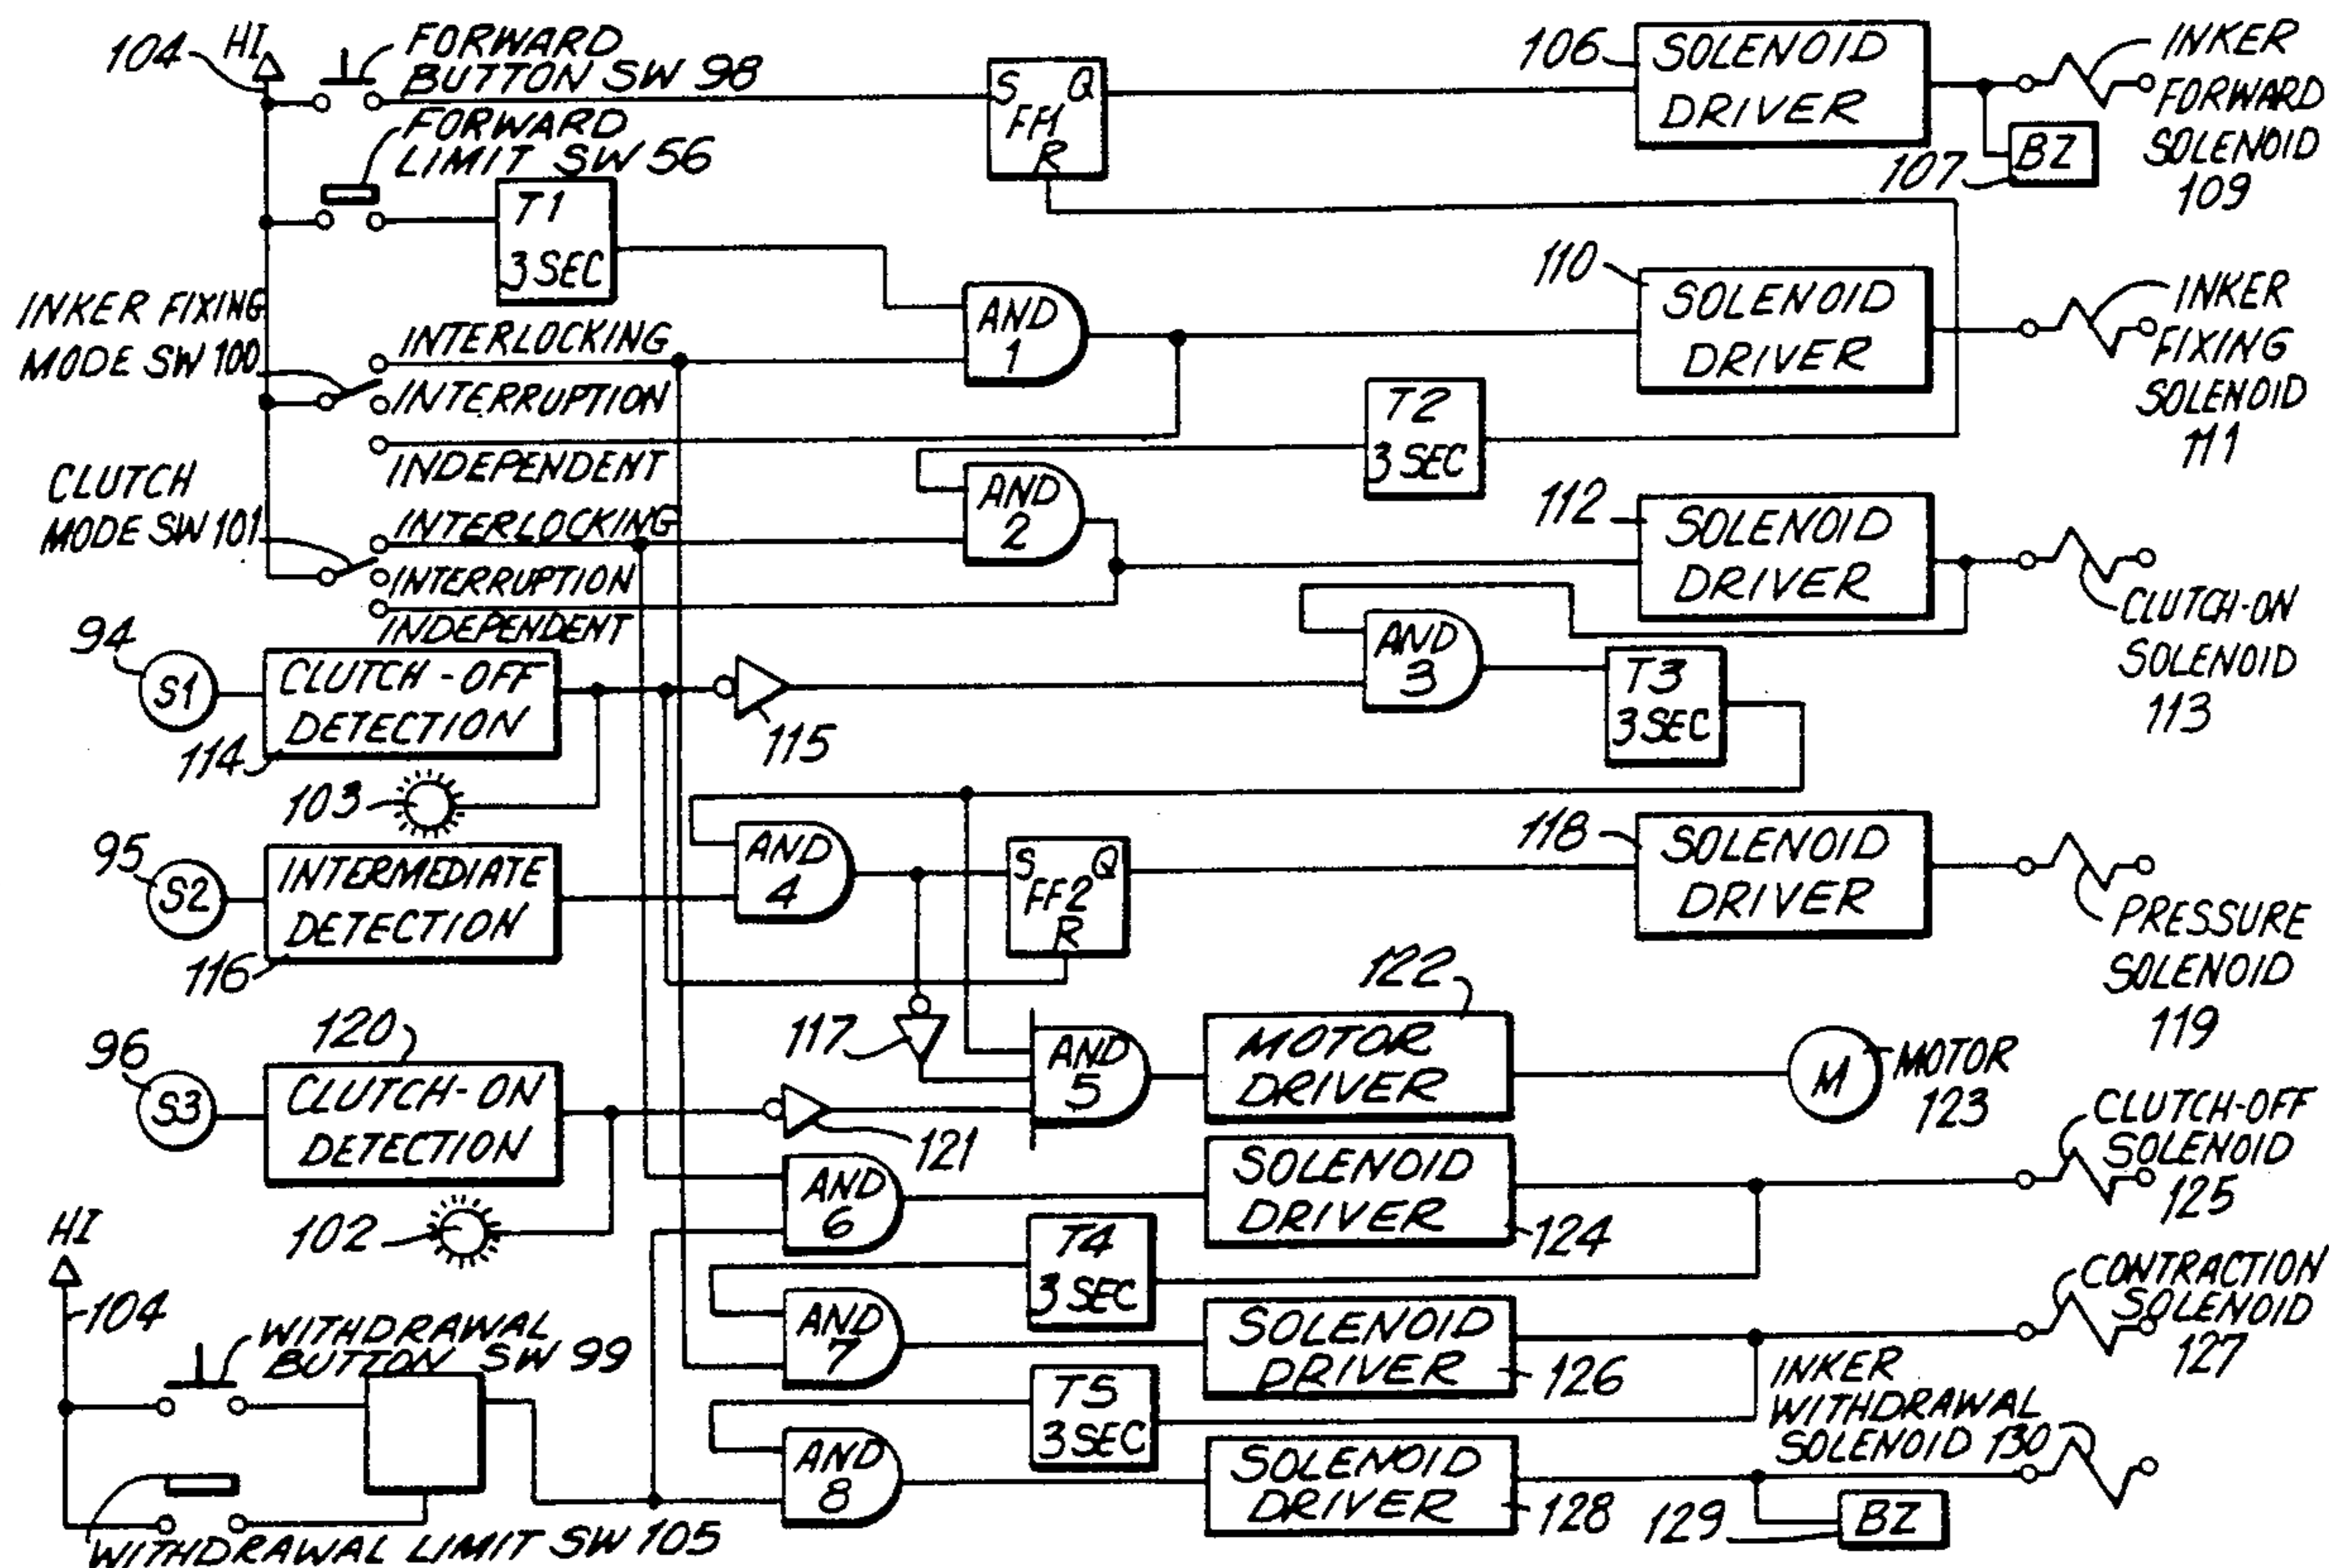 104
HI
FORWARD
BUTTON SW 98
FORWARD
LIMIT SW 56
S Q
FF1
R
106
SOLENOID
DRIVER
INKER
FORWARD
SOLENOID
109
107
BZ
T1
3 SEC
INKER FIXING
MODE SW 100
INTERLOCKING
INTERRUPTION
INDEPENDENT
AND
1
110
SOLENOID
DRIVER
INKER
FIXING
SOLENOID
111
T2
3 SEC
CLUTCH
MODE SW 101
INTERLOCKING
INTERRUPTION
INDEPENDENT
AND
2
112
SOLENOID
DRIVER
CLUTCH-ON
SOLENOID
113
94
S1
CLUTCH-OFF
DETECTION
114
115
AND
3
T3
3 SEC
103
95
S2
INTERMEDIATE
DETECTION
116
AND
4
S Q
FF2
R
118
SOLENOID
DRIVER
PRESSURE
SOLENOID
119
117
96
S3
120
CLUTCH-ON
DETECTION
121
AND
5
122
MOTOR
DRIVER
M
MOTOR
123
102
AND
6
SOLENOID
DRIVER
124
CLUTCH-OFF
SOLENOID
125
T4
3 SEC
AND
7
SOLENOID
DRIVER
126
CONTRACTION
SOLENOID
127
HI
104
WITHDRAWAL
BUTTON SW 99
WITHDRAWAL LIMIT SW 105
T5
3 SEC
AND
8
SOLENOID
DRIVER
128
INKER
WITHDRAWAL
SOLENOID 130
129
BZ